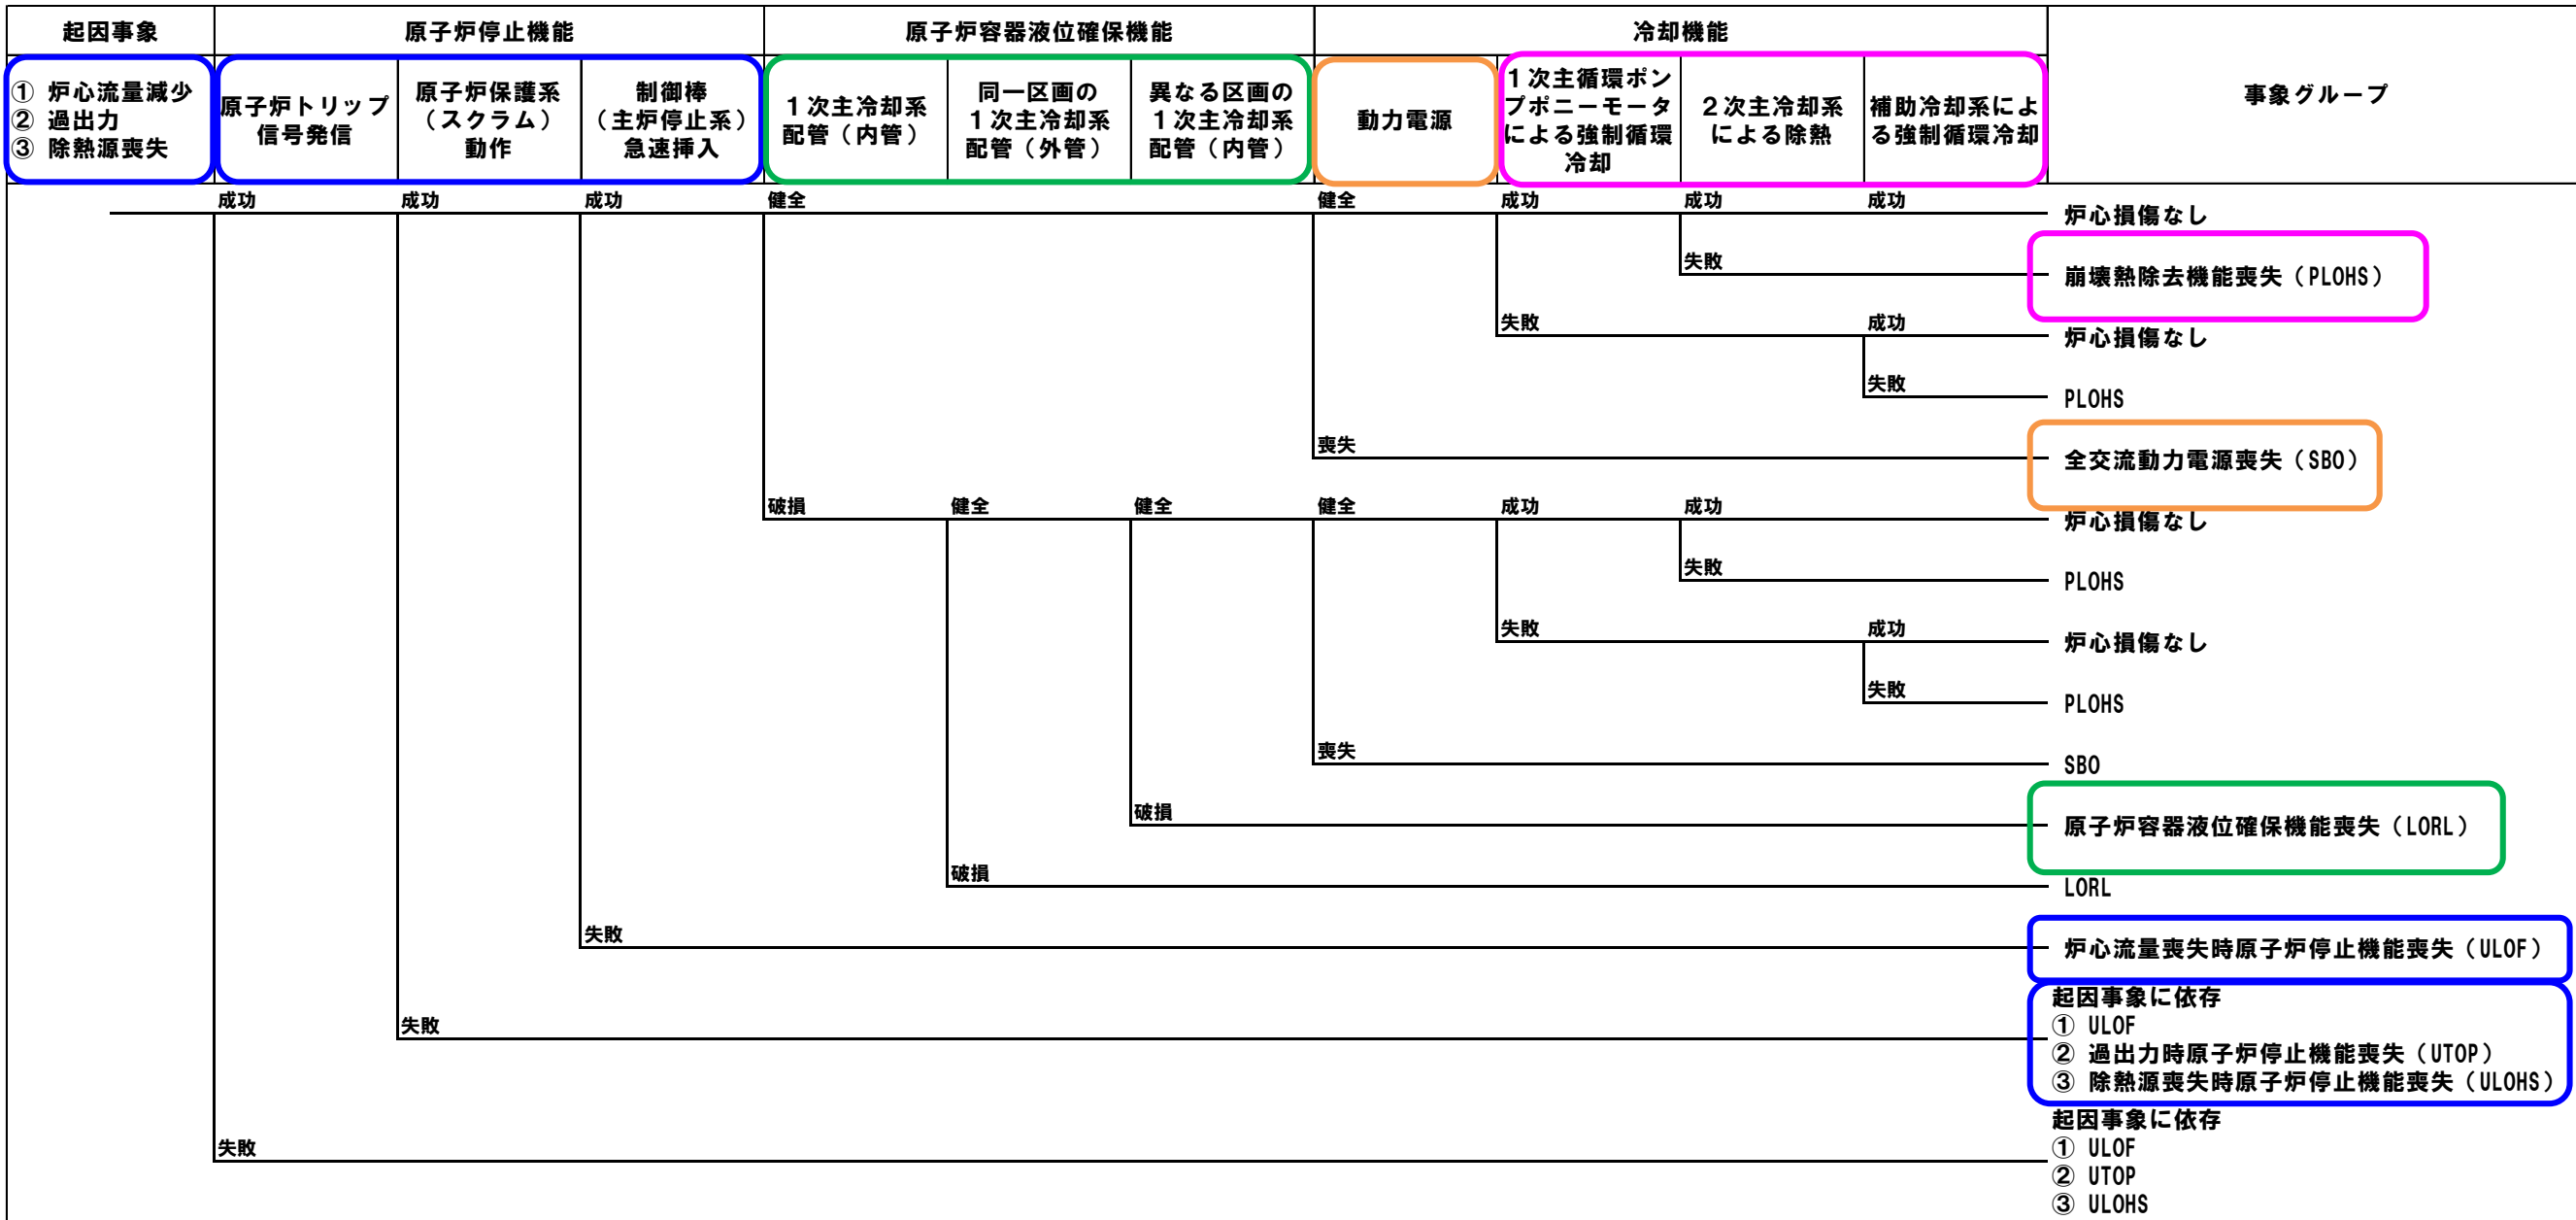 起因事象
原子炉停止機能
原子炉容器液位確保機能
冷却機能
事象グループ
① 炉心流量減少
② 過出力
③ 除熱源喪失
原子炉トリップ
信号発信
原子炉保護系
（スクラム）
動作
制御棒
（主炉停止系）
急速挿入
１次主冷却系
配管（内管）
同一区画の
１次主冷却系
配管（外管）
異なる区画の
１次主冷却系
配管（内管）
動力電源
１次主循環ポン
プポニーモータ
による強制循環
冷却
２次主冷却系
による除熱
補助冷却系によ
る強制循環冷却
成功
成功
成功
健全
健全
成功
成功
成功
炉心損傷なし
失敗
崩壊熱除去機能喪失（PLOHS）
失敗
成功
炉心損傷なし
失敗
PLOHS
喪失
全交流動力電源喪失（SBO）
破損
健全
健全
健全
成功
成功
炉心損傷なし
失敗
PLOHS
失敗
成功
炉心損傷なし
失敗
PLOHS
喪失
SBO
破損
原子炉容器液位確保機能喪失（LORL）
破損
LORL
失敗
炉心流量喪失時原子炉停止機能喪失（ULOF）
失敗
起因事象に依存
① ULOF
② 過出力時原子炉停止機能喪失（UTOP）
③ 除熱源喪失時原子炉停止機能喪失（ULOHS）
失敗
起因事象に依存
① ULOF
② UTOP
③ ULOHS